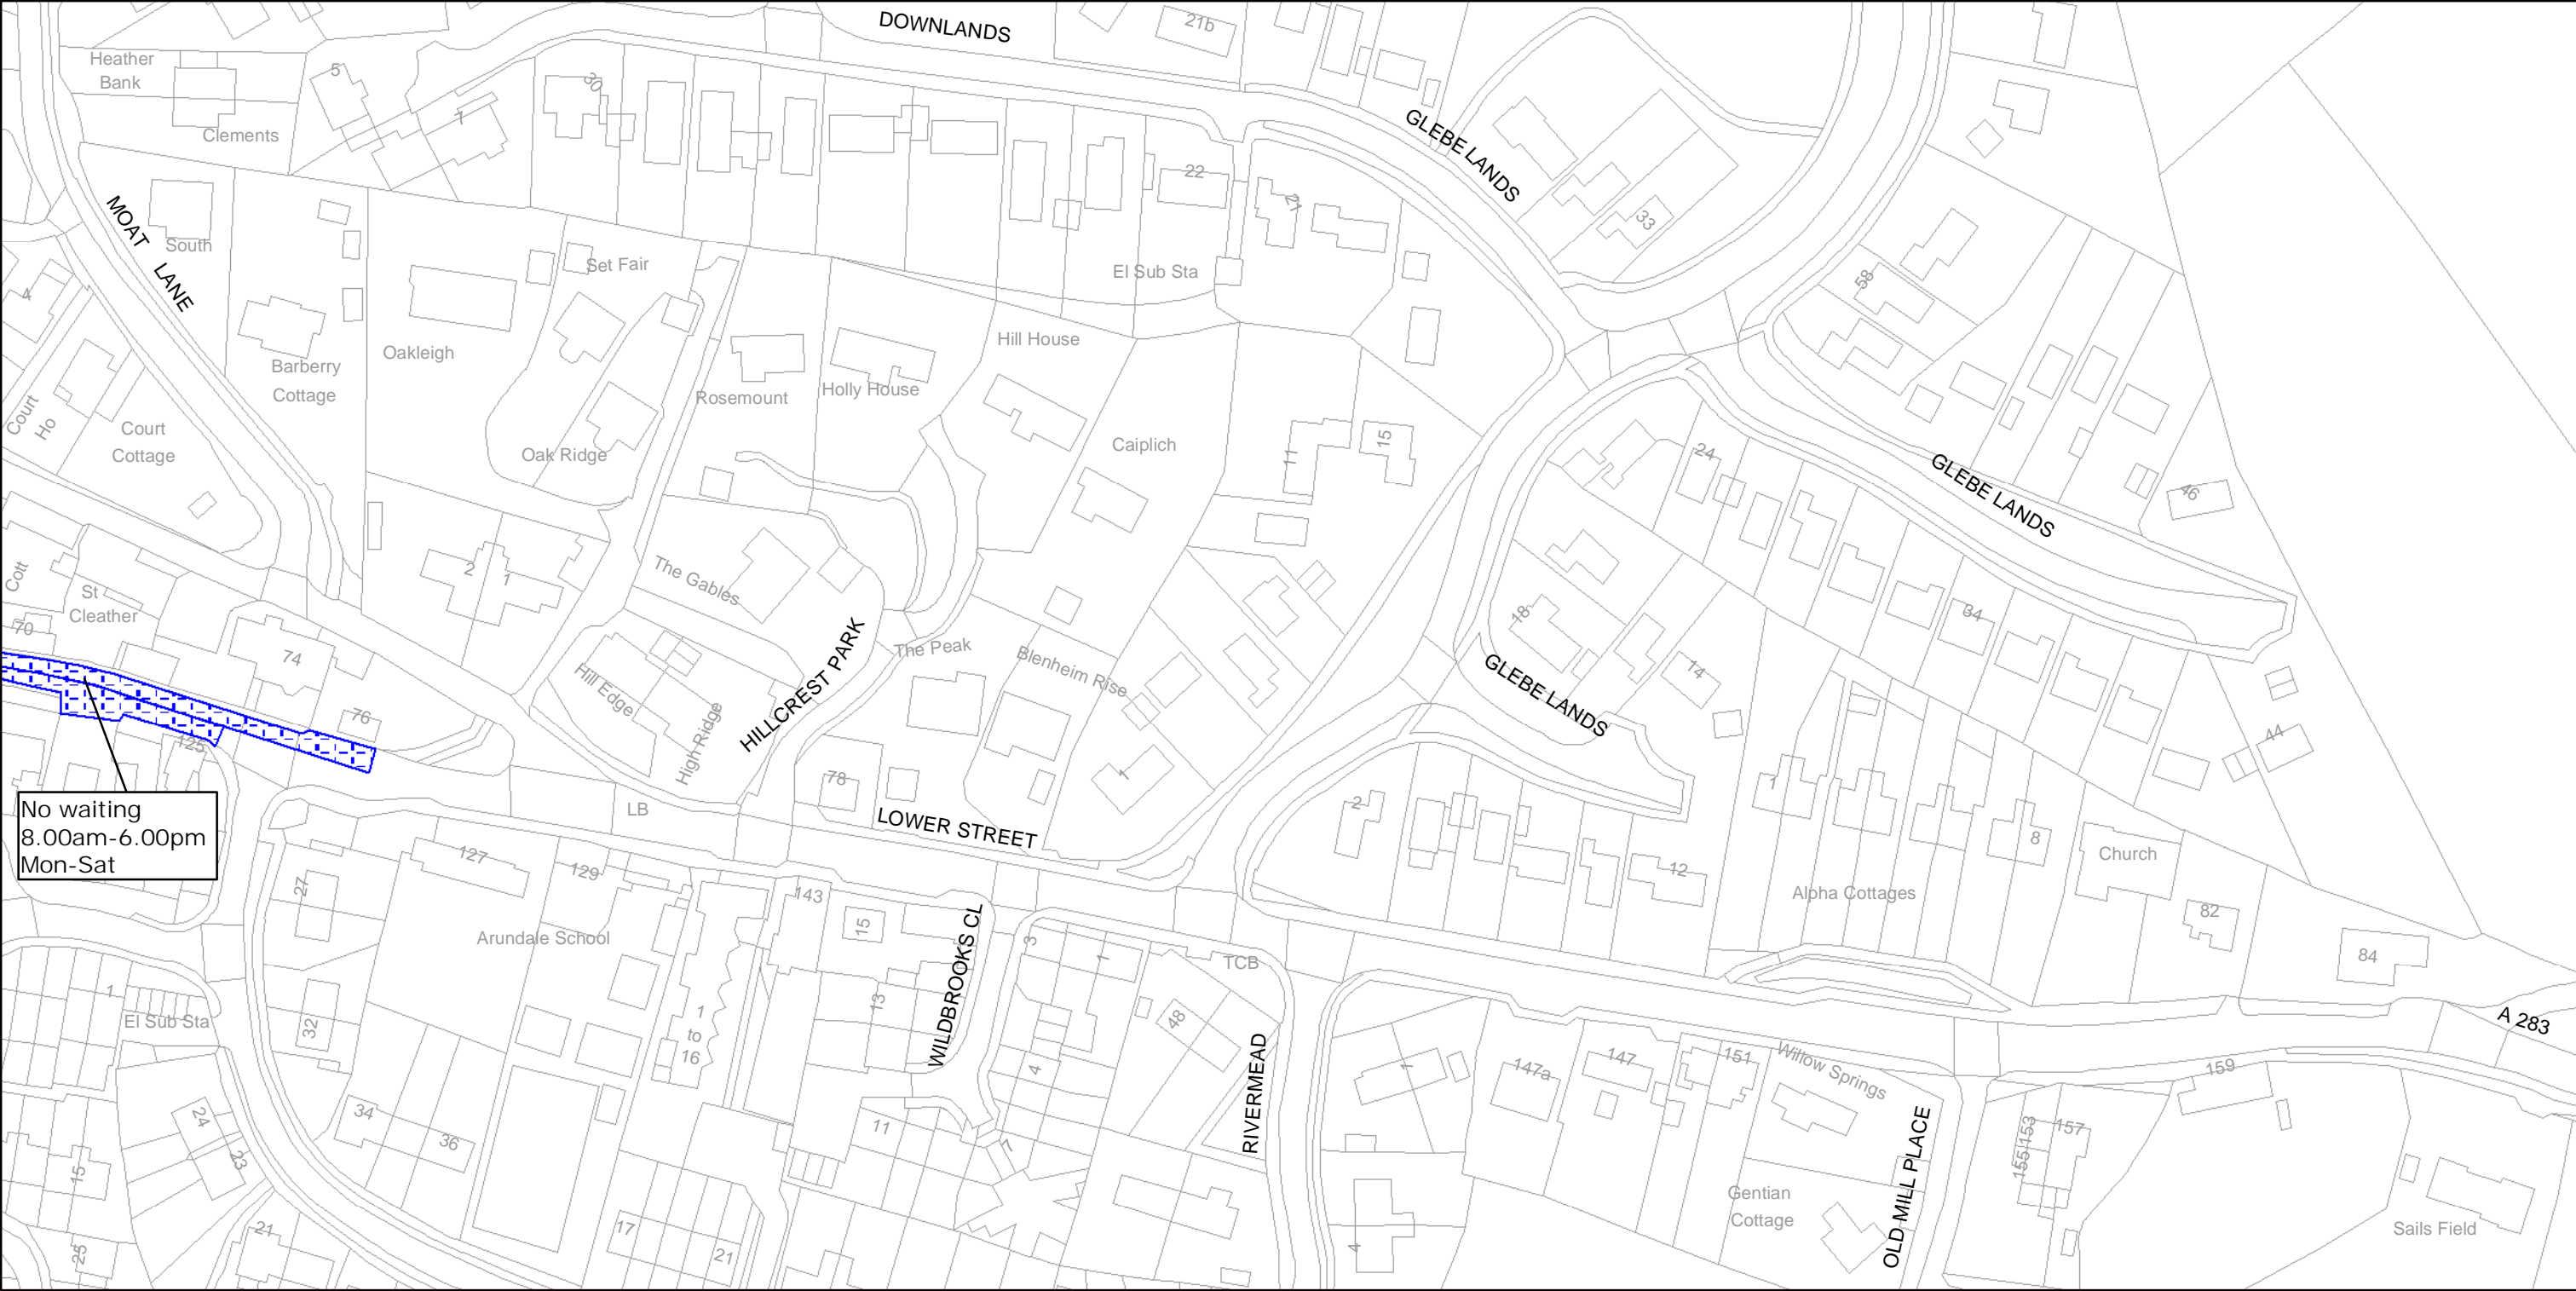 DOWNLANDS
21b
Heather
Bank
5
30
Clements
7
GLEBE LANDS
22
21
33
MOAT
LANE
South
4
Set Fair
El Sub Sta
58
Hill House
Oakleigh
Barberry
Cottage
Rosemount
Holly House
Court
Ho
Court
Cottage
Oak Ridge
Caiplich
11
15
24
GLEBE LANDS
46
Cott
St
Cleather
2
1
The Gables
70
74
76
HILLCREST PARK
The Peak
Blenheim Rise
Hill Edge
High Ridge
18
14
34
GLEBE LANDS
44
125
No waiting
8.00am-6.00pm
Mon-Sat
78
1
LB
LOWER STREET
2
12
1
8
Church
Alpha Cottages
82
84
127
129
27
143
15
Arundale School
WILDBROOKS CL
3
1
TCB
A 283
1
El Sub Sta
32
1
to
16
13
48
4
RIVERMEAD
1
147a
147
151
Willow Springs
159
24
23
34
36
11
7
15
OLD MILL PLACE
153
155
157
Gentian
Cottage
Sails Field
21
25
17
21
4